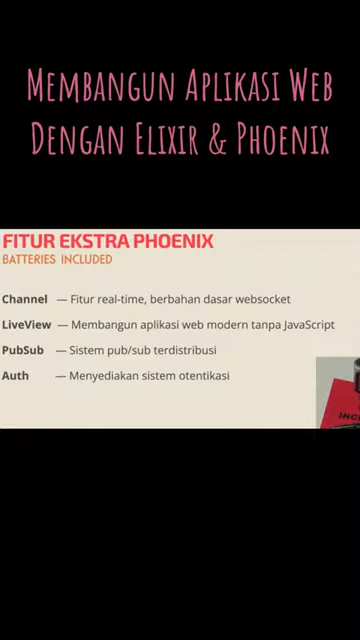 Membangun Aplikasi Web
Dengan Elixir & Phoenix
FITUR EKSTRA PHOENIX
BATTERIES INCLUDED
Channel — Fitur real-time, berbahan dasar websocket
LiveView — Membangun aplikasi web modern tanpa JavaScript
PubSub — Sistem pub/sub terdistribusi
Auth — Menyediakan sistem otentikasi